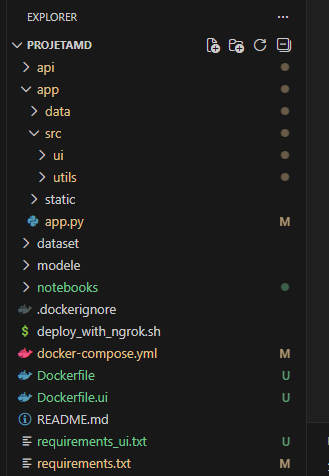 EXPLORER
PROJETAMD
api
app
data
src
ui
utils
static
app.py M
dataset
modele
notebooks
.dockerignore
$ deploy_with_ngrok.sh
docker-compose.yml M
Dockerfile U
Dockerfile.ui U
README.md
requirements_ui.txt U
requirements.txt M